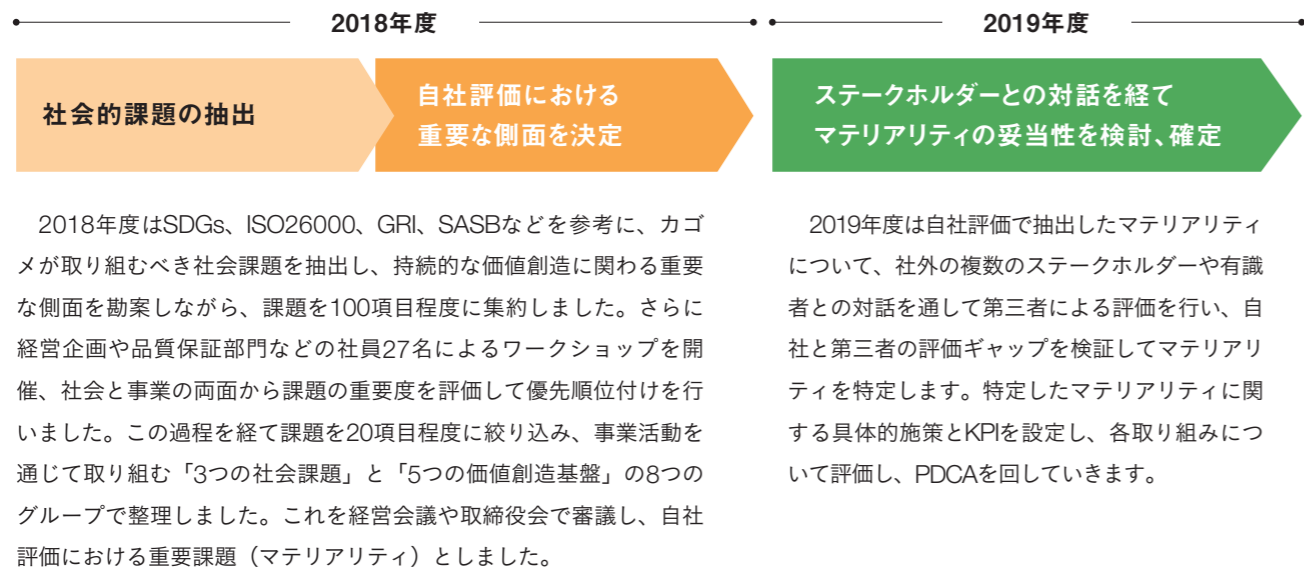 2018年度
2019年度
社会的課題の抽出
自社評価における
重要な側面を決定
ステークホルダーとの対話を経て
マテリアリティの妥当性を検討、確定
2018年度はSDGs、ISO26000、GRI、SASBなどを参考に、カゴ
メが取り組むべき社会課題を抽出し、持続的な価値創造に関わる重要
な側面を勘案しながら、課題を100項目程度に集約しました。さらに
経営企画や品質保証部門などの社員27名によるワークショップを開
催、社会と事業の両面から課題の重要度を評価して優先順位付けを行
いました。この過程を経て課題を20項目程度に絞り込み、事業活動を
通じて取り組む「3つの社会課題」と「5つの価値創造基盤」の8つの
グループで整理しました。これを経営会議や取締役会で審議し、自社
評価における重要課題（マテリアリティ）としました。
2019年度は自社評価で抽出したマテリアリティ
について、社外の複数のステークホルダーや有識
者との対話を通して第三者による評価を行い、自
社と第三者の評価ギャップを検証してマテリアリ
ティを特定します。特定したマテリアリティに関
する具体的施策とKPIを設定し、各取り組みにつ
いて評価し、PDCAを回していきます。